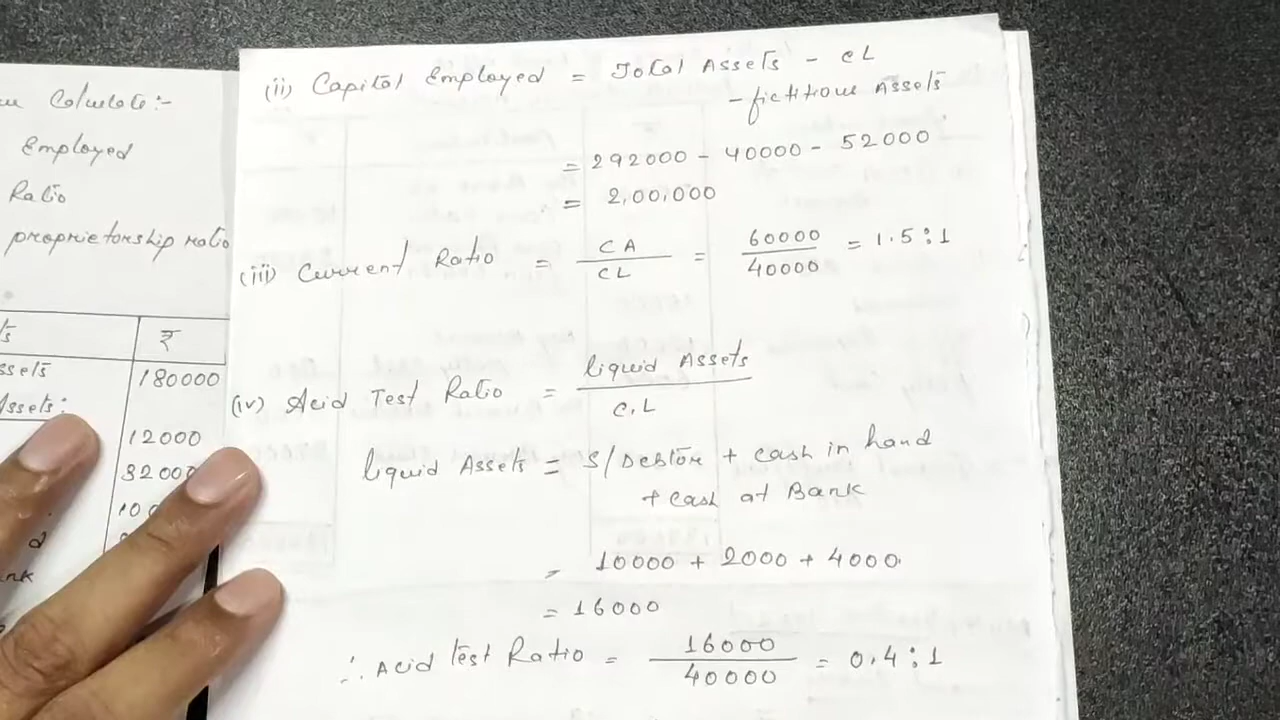 Calculate:-
Employed
Ratio
proprietorship ratio
₹
ssets 180000
Assets:
12000
32000
(ii) Capital Employed = Total Assets - CL
- fictitious Assets
= 292000 - 40000 - 52000
= 2,00,000
(iii) Current Ratio = CA / CL = 60000 / 40000 = 1.5:1
(iv) Acid Test Ratio = liquid Assets / C.L
liquid Assets = S/Debtor + cash in hand
+ cash at Bank
= 10000 + 2000 + 4000
= 16000
∴ Acid Test Ratio = 16000 / 40000 = 0.4:1